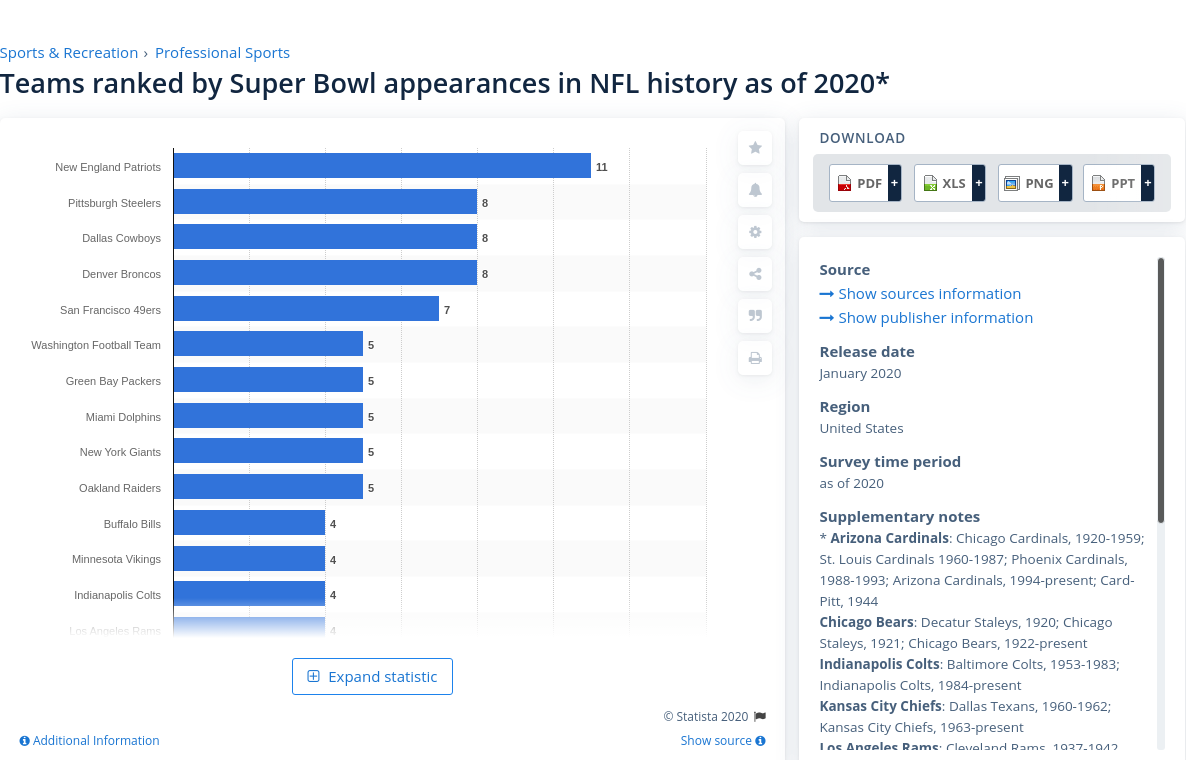 Sports & Recreation › Professional Sports
Teams ranked by Super Bowl appearances in NFL history as of 2020*
New England Patriots 11
Pittsburgh Steelers 8
Dallas Cowboys 8
Denver Broncos 8
San Francisco 49ers 7
Washington Football Team 5
Green Bay Packers 5
Miami Dolphins 5
New York Giants 5
Oakland Raiders 5
Buffalo Bills 4
Minnesota Vikings 4
Indianapolis Colts 4
Los Angeles Rams 4
Expand statistic
© Statista 2020
Additional Information
Show source
DOWNLOAD
PDF + XLS + PNG + PPT +
Source
Show sources information
Show publisher information
Release date
January 2020
Region
United States
Survey time period
as of 2020
Supplementary notes
* Arizona Cardinals: Chicago Cardinals, 1920-1959;
St. Louis Cardinals 1960-1987; Phoenix Cardinals,
1988-1993; Arizona Cardinals, 1994-present; Card-
Pitt, 1944
Chicago Bears: Decatur Staleys, 1920; Chicago
Staleys, 1921; Chicago Bears, 1922-present
Indianapolis Colts: Baltimore Colts, 1953-1983;
Indianapolis Colts, 1984-present
Kansas City Chiefs: Dallas Texans, 1960-1962;
Kansas City Chiefs, 1963-present
Los Angeles Rams: Cleveland Rams, 1937-1942,